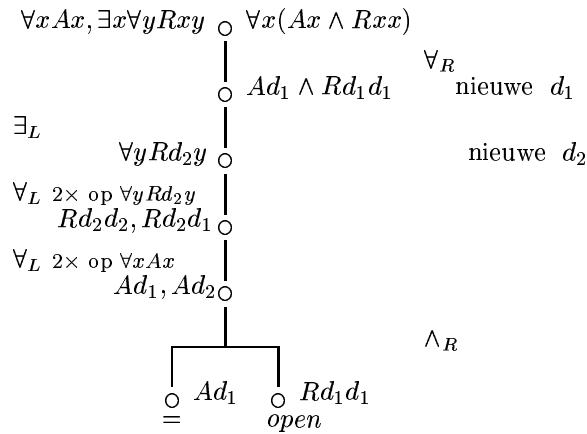 ∀xAx, ∃x∀yRxy ∀x(Ax ∧ Rxx)
∀R
Ad₁ ∧ Rd₁d₁ nieuwe d₁
∃L
∀yRd₂y nieuwe d₂
∀L 2× op ∀yRd₂y
Rd₂d₂, Rd₂d₁
∀L 2× op ∀xAx
Ad₁, Ad₂
∧R
Ad₁ Rd₁d₁
= open